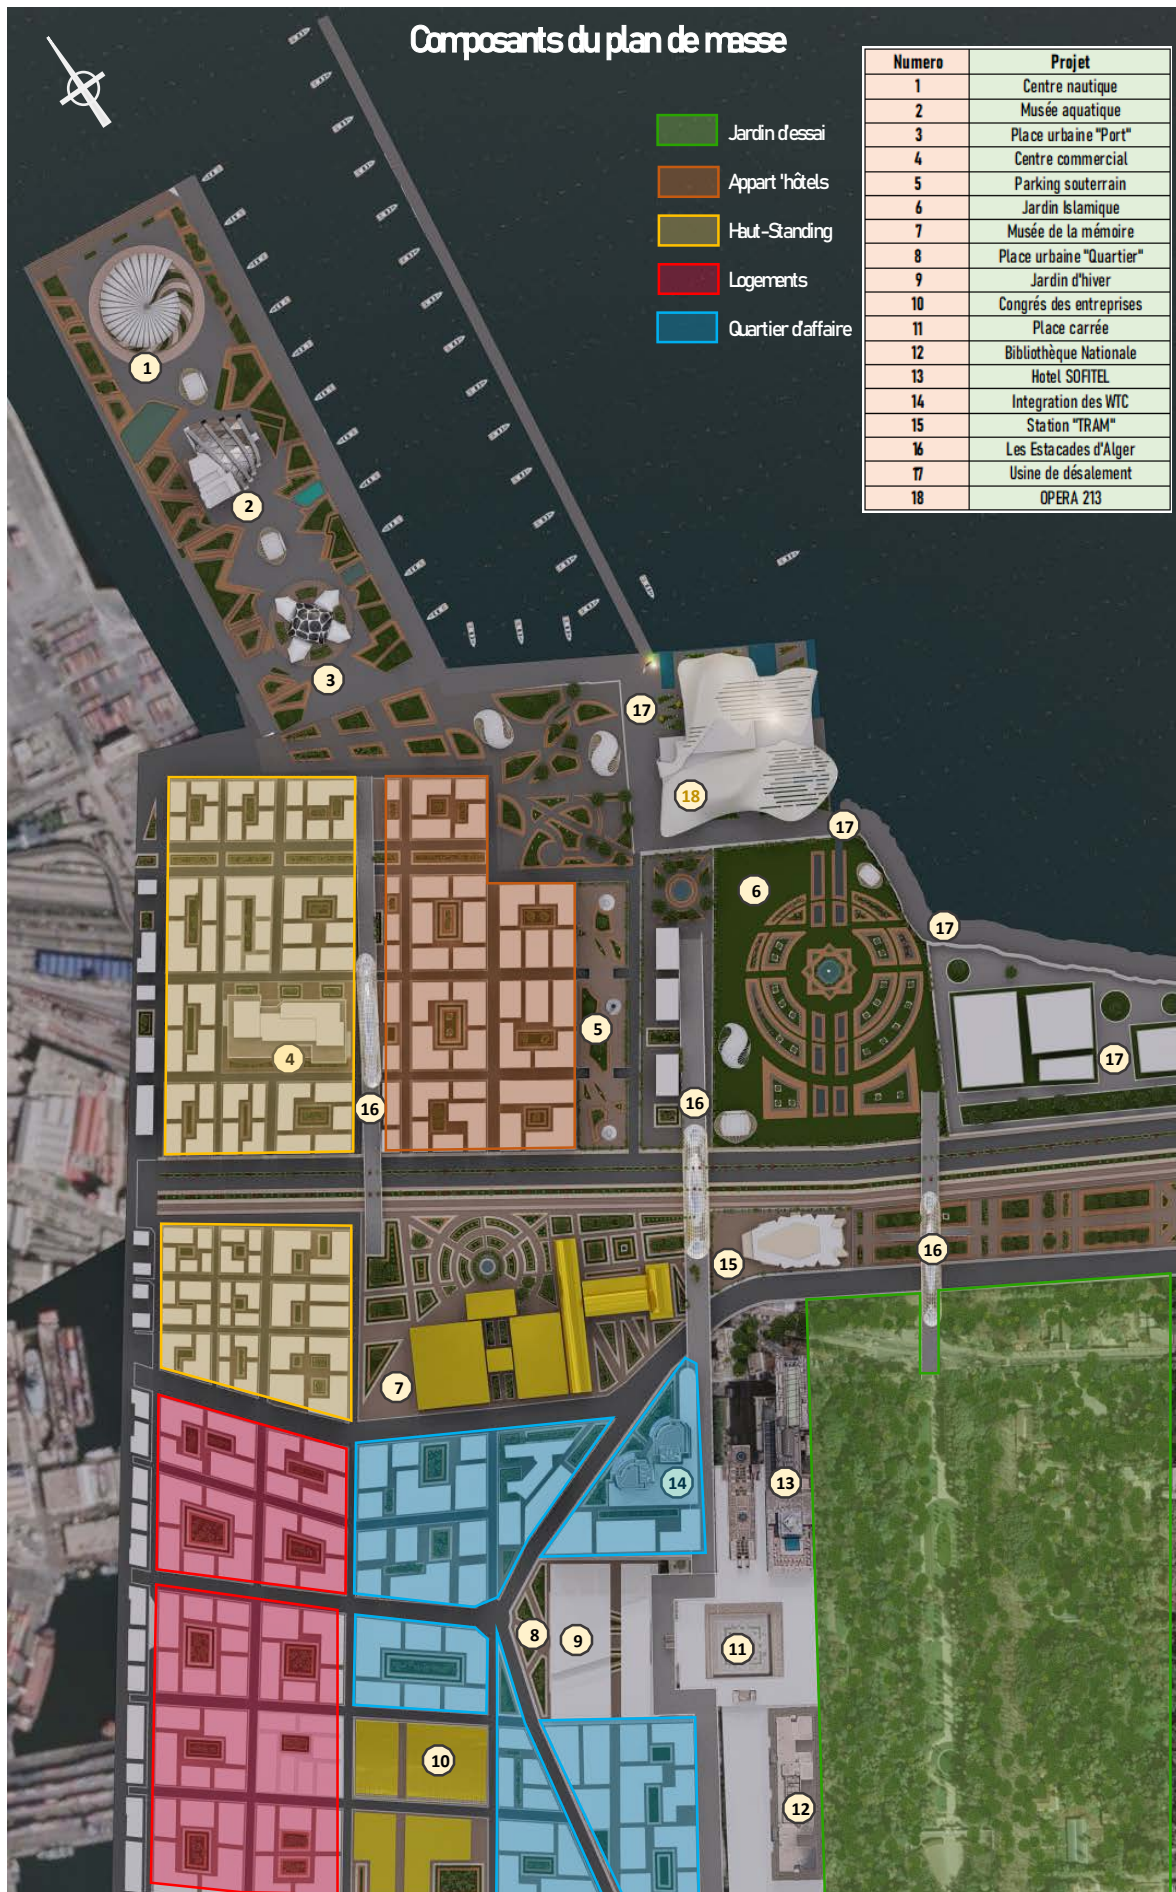 Composants du plan de masse
Numero Projet
1 Centre nautique
2 Musée aquatique
3 Place urbaine "Port"
4 Centre commercial
5 Parking souterrain
6 Jardin Islamique
7 Musée de la mémoire
8 Place urbaine "Quartier"
9 Jardin d'hiver
10 Congrés des entreprises
11 Place carrée
12 Bibliothèque Nationale
13 Hotel SOFITEL
14 Integration des WTC
15 Station "TRAM"
16 Les Estacades d'Alger
17 Usine de désalement
18 OPERA 213
Jardin d'essai
Appart 'hôtels
Haut-Standing
Logements
Quartier d'affaire
1
2
3
17
18
17
6
17
5
4
17
16
16
16
15
7
14
13
8
9
11
10
12